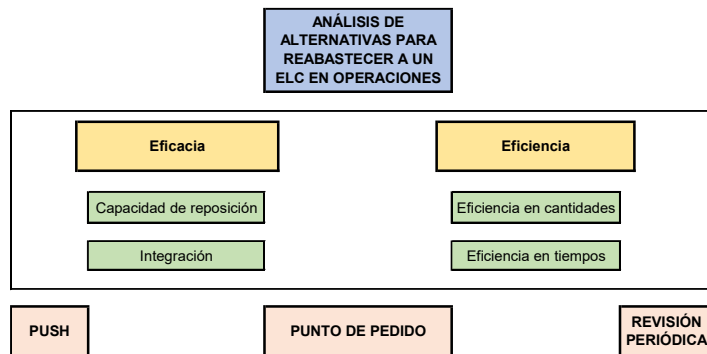 ANÁLISIS DE
ALTERNATIVAS PARA
REABASTECER A UN
ELC EN OPERACIONES
Eficacia
Eficiencia
Capacidad de reposición
Eficiencia en cantidades
Integración
Eficiencia en tiempos
PUSH
PUNTO DE PEDIDO
REVISIÓN
PERIÓDICA